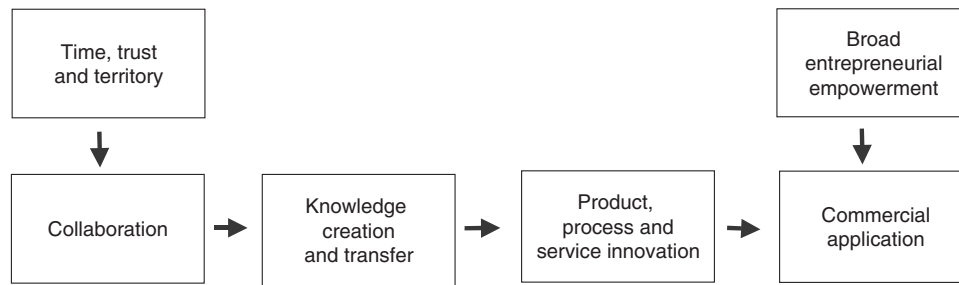 Time, trust
and territory
Broad
entrepreneurial
empowerment
Collaboration
Knowledge
creation
and transfer
Product,
process and
service innovation
Commercial
application